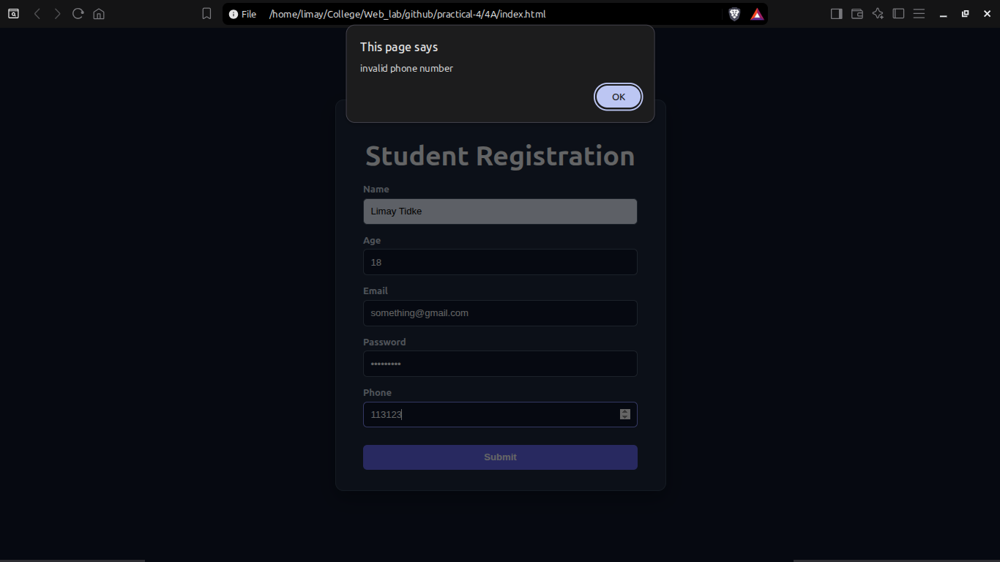 File /home/limay/College/Web_lab/github/practical-4/4A/index.html
This page says
invalid phone number
OK
Student Registration
Name
Limay Tidke
Age
18
Email
something@gmail.com
Password
•••••••••
Phone
113123
Submit